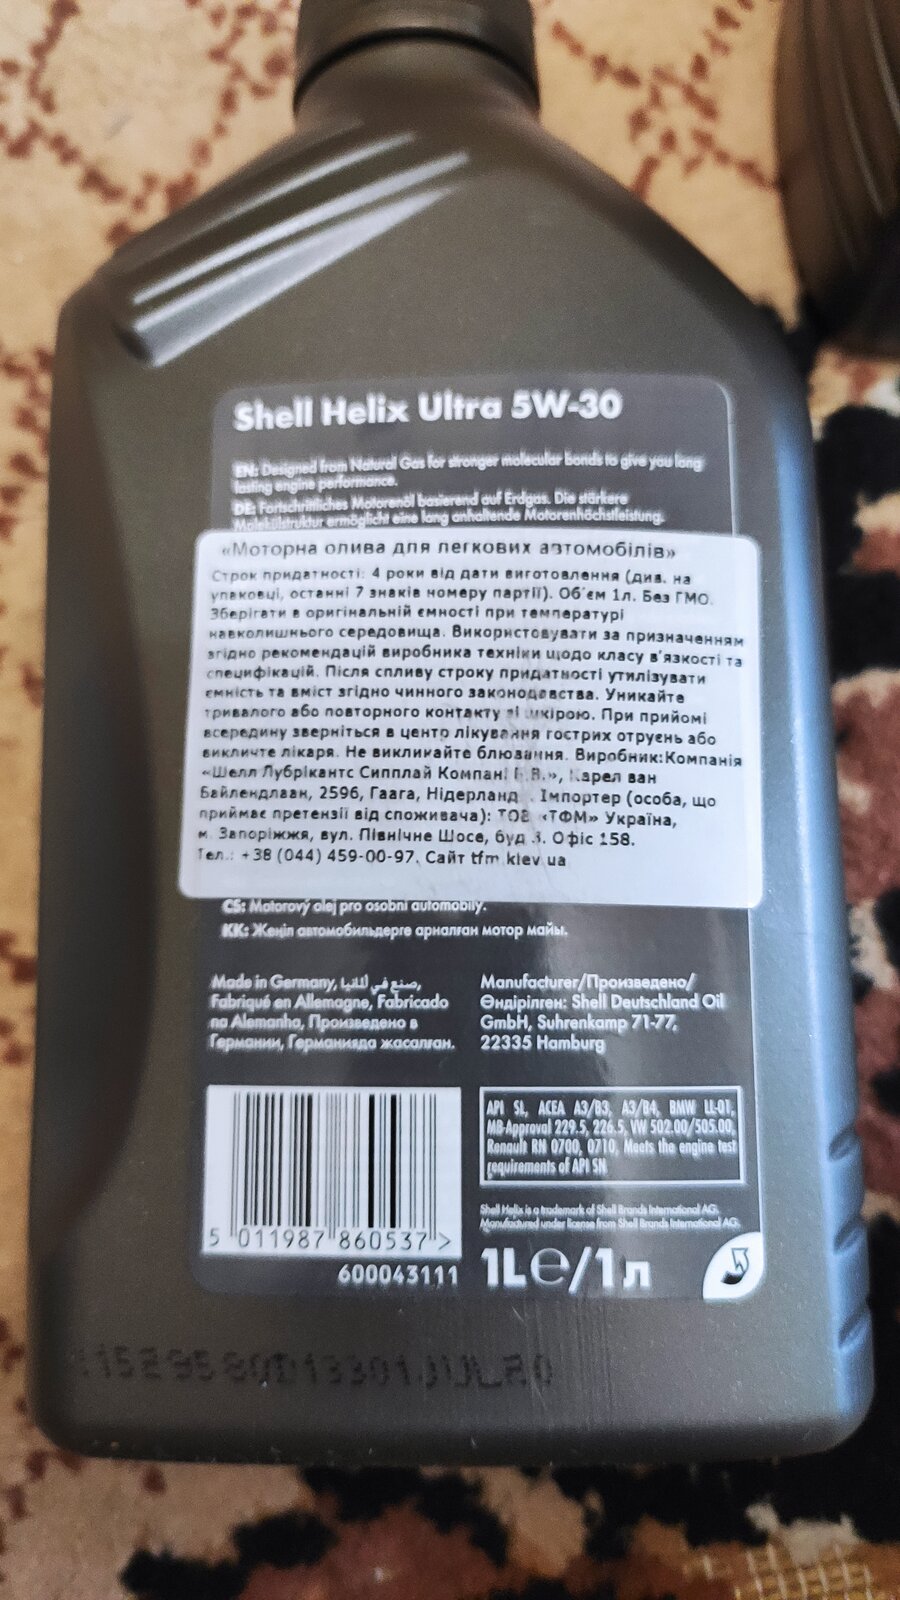 Shell Helix Ultra 5W-30
EN: Designed from Natural Gas for stronger molecular bonds to give you long
lasting engine performance.
DE: Fortschrittliches Motorenöl basierend auf Erdgas. Die stärkere
Molekülstruktur ermöglicht eine lang anhaltende Motorenhöchstleistung.
«Моторна олива для легкових автомобілів»
Строк придатності: 4 роки від дати виготовлення (див. на
упаковці, останні 7 знаків номеру партії). Об'єм 1л. Без ГМО.
Зберігати в оригінальній ємності при температурі
навколишнього середовища. Використовувати за призначенням
згідно рекомендацій виробника техніки щодо класу в'язкості та
специфікацій. Після спливу строку придатності утилізувати
ємність та вміст згідно чинного законодавства. Уникайте
тривалого або повторного контакту зі шкірою. При прийомі
всередину зверніться в центр лікування гострих отруєнь або
викличте лікаря. Не викликайте блювання. Виробник:Компанія
«Шелл Лубрікантс Сипплай Компані Б.В.», Карел ван
Байлендлаан, 2596, Гаага, Нідерланди. Імпортер (особа, що
приймає претензії від споживача): ТОВ «ТФМ» Україна,
м. Запоріжжя, вул. Північне Шосе, буд 3. Офіс 158.
Тел.: +38 (044) 459-00-97. Сайт tfm.kiev.ua
CS: Motorový olej pro osobní automobily.
KK: Жеңіл автомобильдерге арналған мотор майы.
Made in Germany, صنع في ألمانيا,
Fabriqué en Allemagne, Fabricado
na Alemanha, Произведено в
Германии, Германияда жасалған.
Manufacturer/Произведено/
Өндірілген: Shell Deutschland Oil
GmbH, Suhrenkamp 71-77,
22335 Hamburg
API SL, ACEA A3/B3, A3/B4, BMW LL-01,
MB-Approval 229.5, 226.5, VW 502.00/505.00,
Renault RN 0700, 0710, Meets the engine test
requirements of API SN
Shell Helix is a trademark of Shell Brands International AG.
Manufactured under license from Shell Brands International AG.
5 011987 860537 >
600043111
1L℮/1л